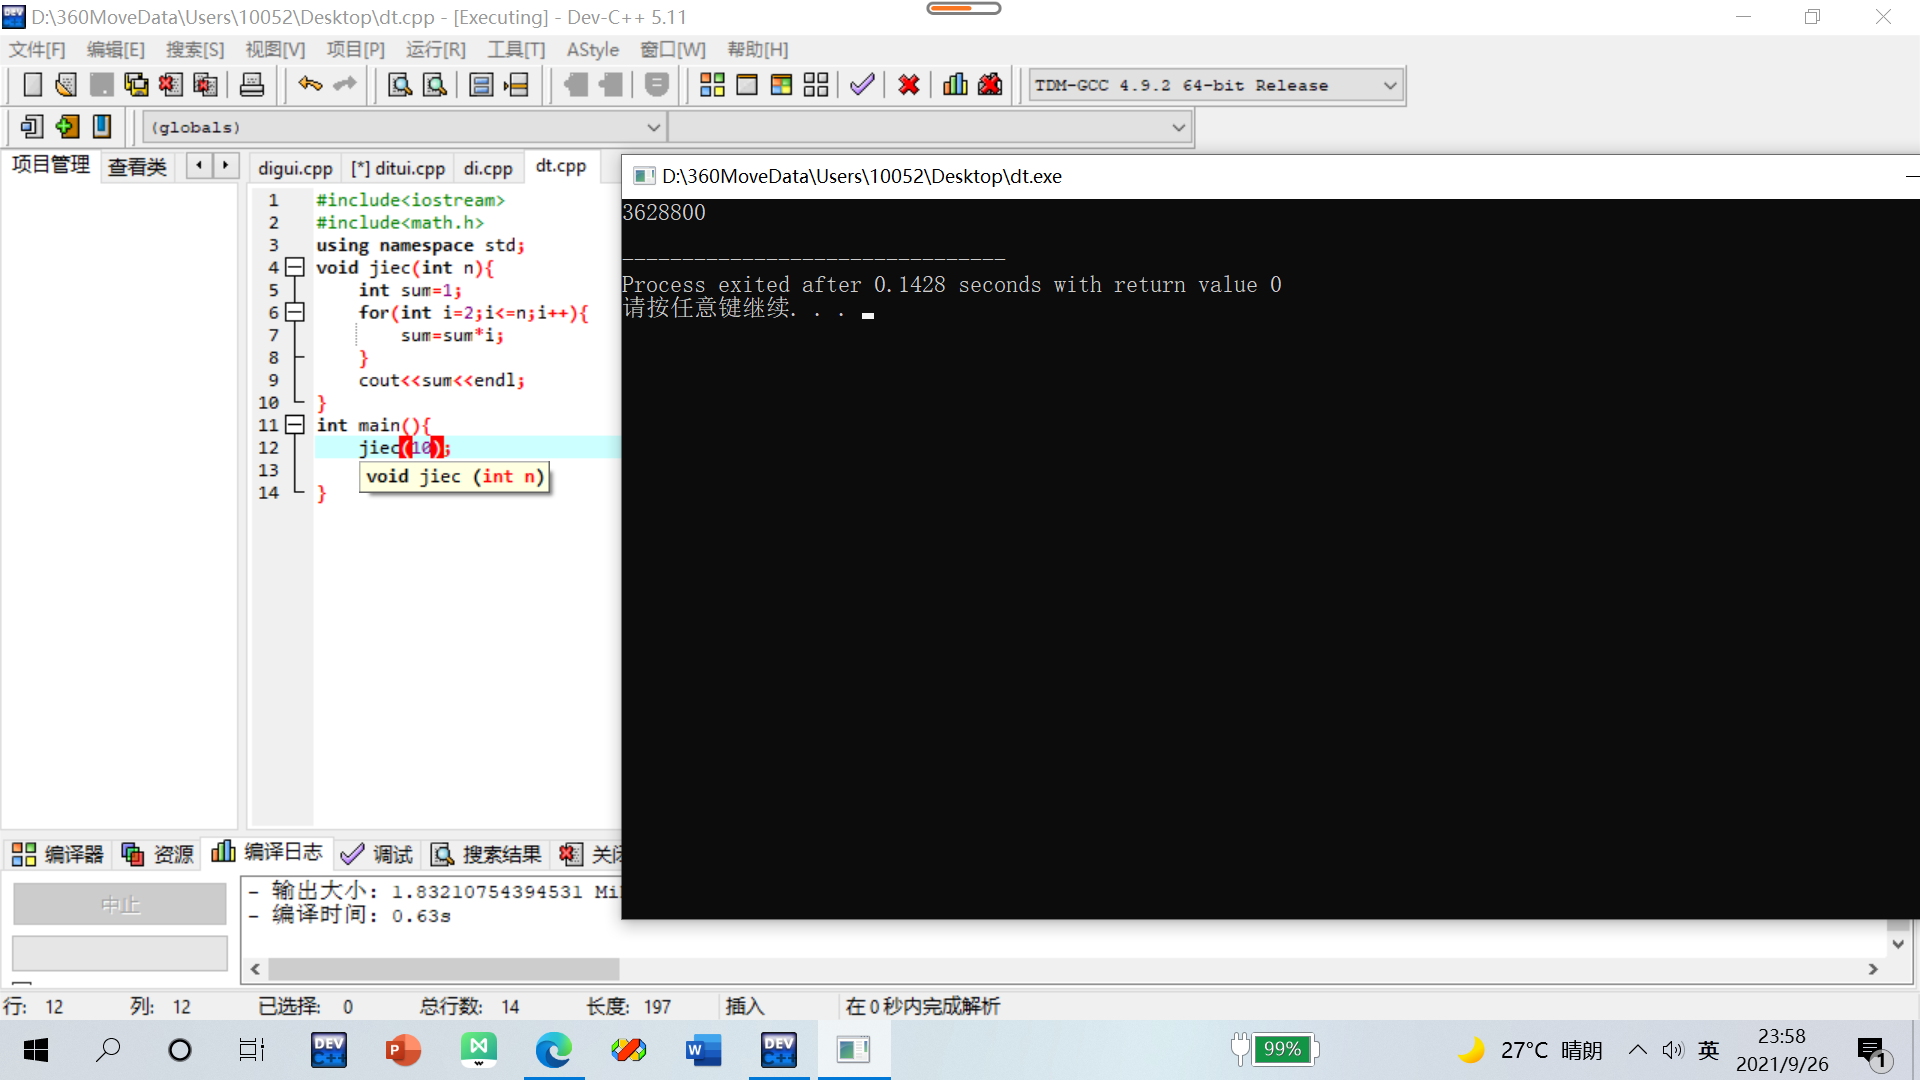 D:\360MoveData\Users\10052\Desktop\dt.cpp - [Executing] - Dev-C++ 5.11
文件[F] 编辑[E] 搜索[S] 视图[V] 项目[P] 运行[R] 工具[T] AStyle 窗口[W] 帮助[H]
TDM-GCC 4.9.2 64-bit Release
(globals)
项目管理 查看类
digui.cpp [*] ditui.cpp di.cpp dt.cpp
1 #include<iostream>
2 #include<math.h>
3 using namespace std;
4 void jiec(int n){
5 int sum=1;
6 for(int i=2;i<=n;i++){
7 sum=sum*i;
8 }
9 cout<<sum<<endl;
10 }
11 int main(){
12 jiec(10);
13
void jiec (int n)
14 }
D:\360MoveData\Users\10052\Desktop\dt.exe
3628800
--------------------------------
Process exited after 0.1428 seconds with return value 0
请按任意键继续. . .
编译器 资源 编译日志 调试 搜索结果
中止
- 输出大小: 1.83210754394531
- 编译时间: 0.63s
行: 12 列: 12 已选择: 0 总行数: 14 长度: 197 插入 在 0 秒内完成解析
DEV C++ P W DEV C++
99%
27°C 晴朗
英
23:58
2021/9/26
1